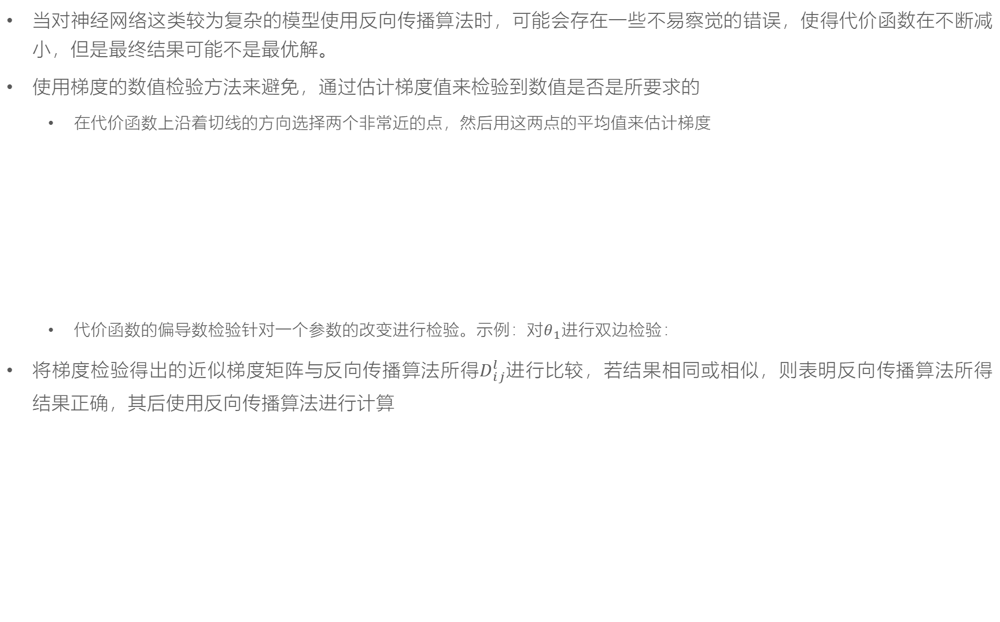 • 当对神经网络这类较为复杂的模型使用反向传播算法时，可能会存在一些不易察觉的错误，使得代价函数在不断减
小，但是最终结果可能不是最优解。
• 使用梯度的数值检验方法来避免，通过估计梯度值来检验到数值是否是所要求的
• 在代价函数上沿着切线的方向选择两个非常近的点，然后用这两点的平均值来估计梯度
• 代价函数的偏导数检验针对一个参数的改变进行检验。示例：对θ₁进行双边检验：
• 将梯度检验得出的近似梯度矩阵与反向传播算法所得D_{ij}^{l}进行比较，若结果相同或相似，则表明反向传播算法所得
结果正确，其后使用反向传播算法进行计算